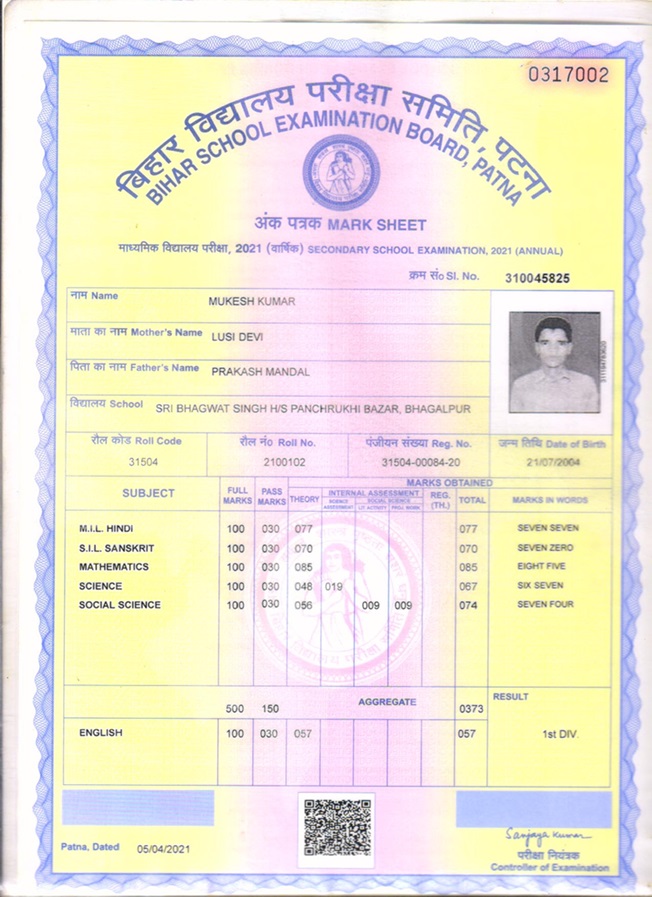 0317002
बिहार विद्यालय परीक्षा समिति, पटना
BIHAR SCHOOL EXAMINATION BOARD, PATNA
अंक पत्रक MARK SHEET
माध्यमिक विद्यालय परीक्षा, 2021 (वार्षिक) SECONDARY SCHOOL EXAMINATION, 2021 (ANNUAL)
क्रम सं० Sl. No. 310045825
नाम Name MUKESH KUMAR
माता का नाम Mother's Name LUSI DEVI
पिता का नाम Father's Name PRAKASH MANDAL
विद्यालय School SRI BHAGWAT SINGH H/S PANCHRUKHI BAZAR, BHAGALPUR
रौल कोड Roll Code रौल नं० Roll No. पंजीयन संख्या Reg. No. जन्म तिथि Date of Birth
31504 2100102 31504-00084-20 21/07/2004
SUBJECT FULL MARKS PASS MARKS MARKS OBTAINED
THEORY INTERNAL ASSESSMENT REG. (TH.) TOTAL MARKS IN WORDS
SCIENCE ASSESSMENT SOCIAL SCIENCE
M.I.L. HINDI 100 030 077 077 SEVEN SEVEN
S.I.L. SANSKRIT 100 030 070 070 SEVEN ZERO
MATHEMATICS 100 030 085 085 EIGHT FIVE
SCIENCE 100 030 048 019 067 SIX SEVEN
SOCIAL SCIENCE 100 030 056 009 009 074 SEVEN FOUR
500 150 AGGREGATE 0373 RESULT
ENGLISH 100 030 057 057 1st DIV.
Sanjaya Kumar
Patna, Dated 05/04/2021
परीक्षा नियंत्रक
Controller of Examination